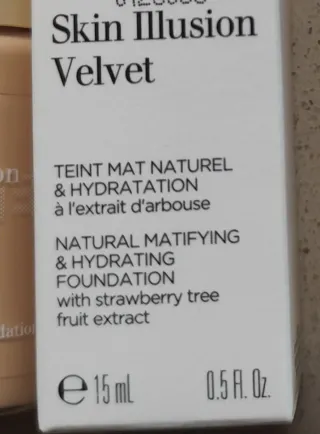 Skin Illusion
Velvet
TEINT MAT NATUREL
& HYDRATATION
à l'extrait d'arbouse
NATURAL MATIFYING
& HYDRATING
FOUNDATION
with strawberry tree
fruit extract
℮ 15 mL 0.5 Fl. Oz.